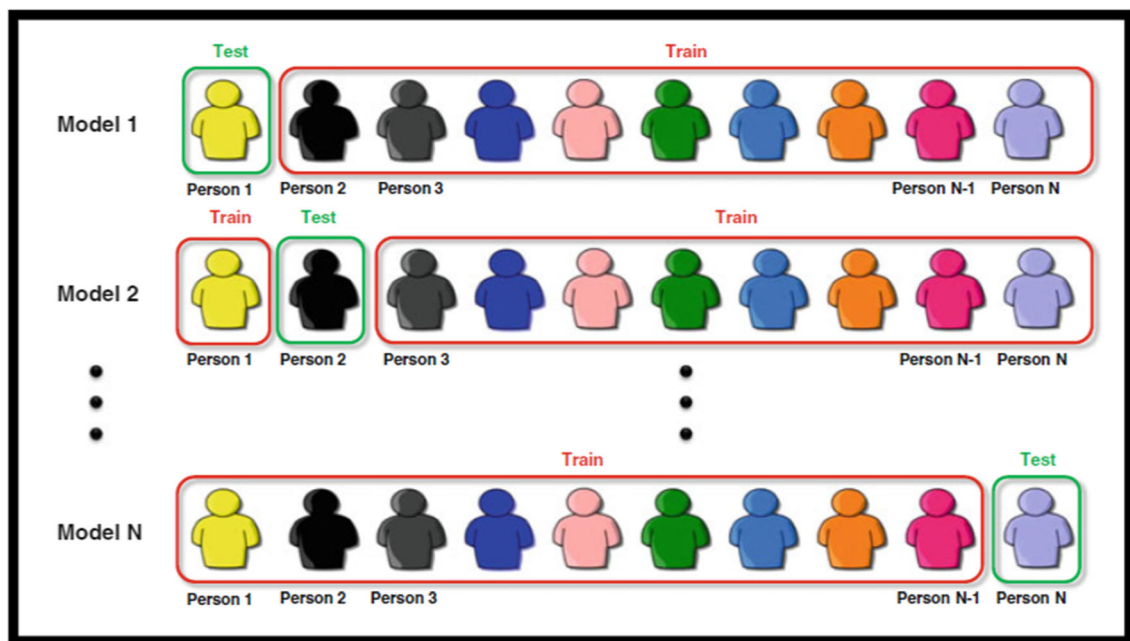 Test Train
Model 1
Person 1 Person 2 Person 3 Person N-1 Person N
Train Test Train
Model 2
Person 1 Person 2 Person 3 Person N-1 Person N
Train Test
Model N
Person 1 Person 2 Person 3 Person N-1 Person N